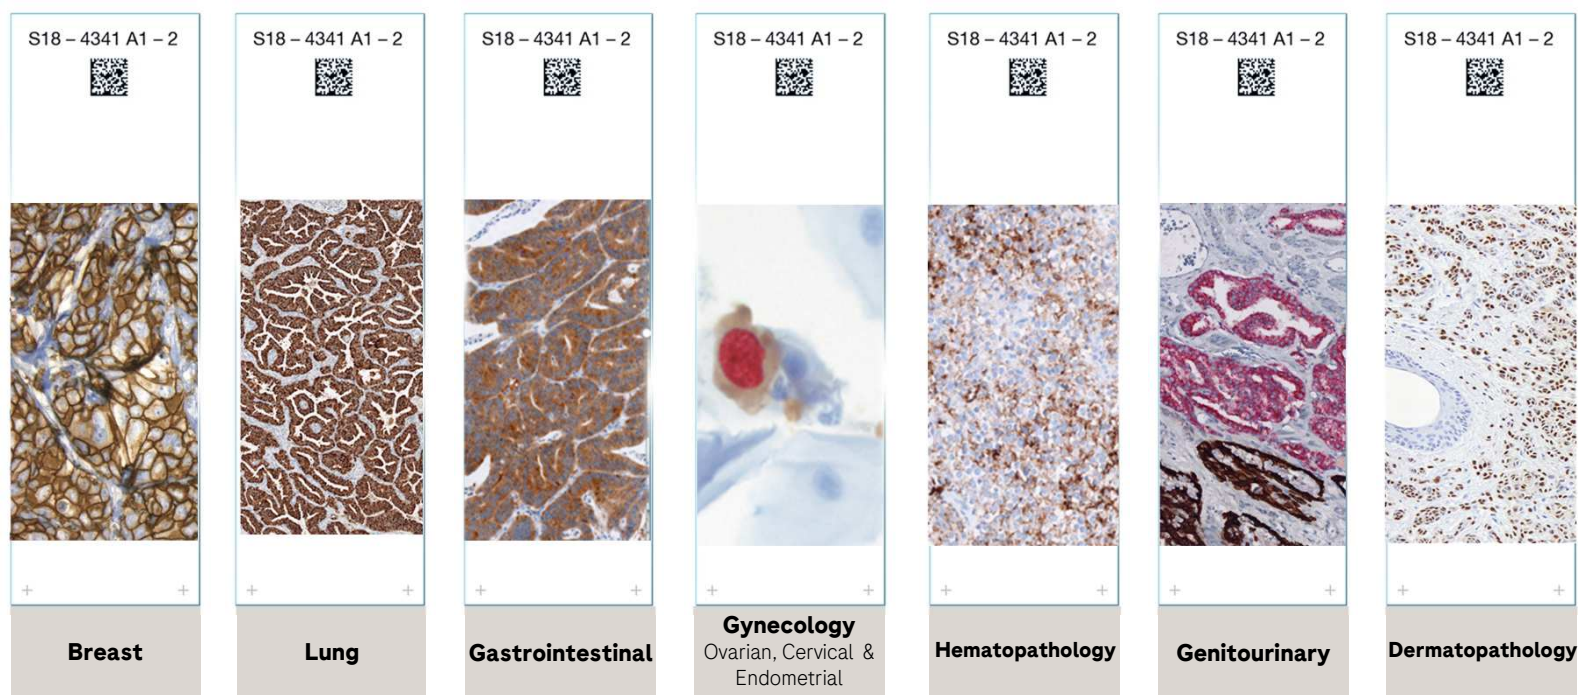 S18 – 4341 A1 – 2
S18 – 4341 A1 – 2
S18 – 4341 A1 – 2
S18 – 4341 A1 – 2
S18 – 4341 A1 – 2
S18 – 4341 A1 – 2
S18 – 4341 A1 – 2
Breast
Lung
Gastrointestinal
Gynecology
Ovarian, Cervical &
Endometrial
Hematopathology
Genitourinary
Dermatopathology